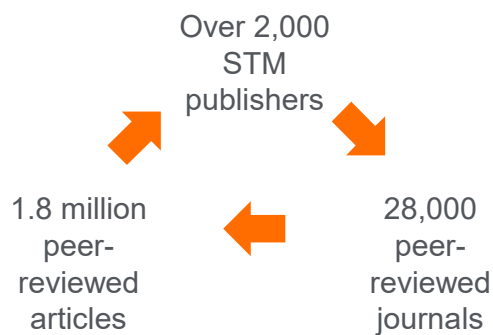 Over 2,000
STM
publishers
1.8 million
peer-
reviewed
articles
28,000
peer-
reviewed
journals